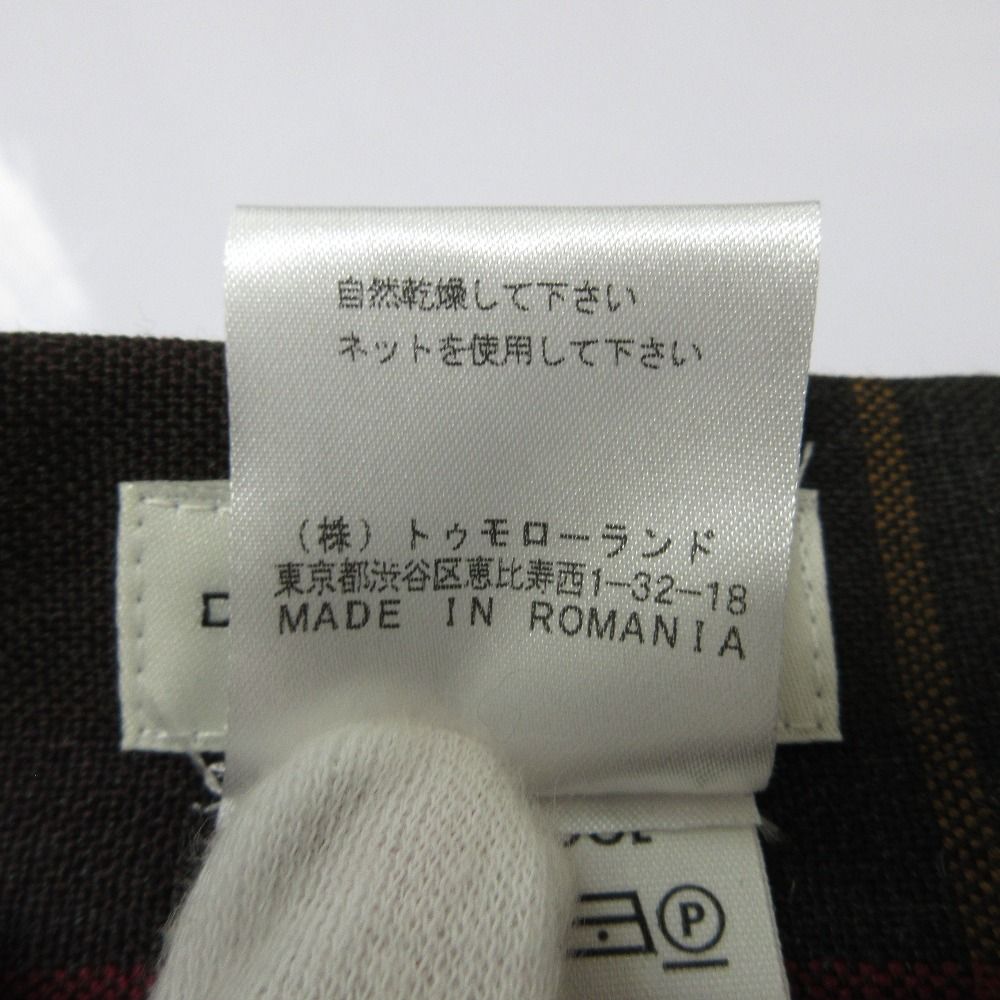 自然乾燥して下さい
ネットを使用して下さい
（株）トゥモローランド
東京都渋谷区恵比寿西1−32−18
MADE IN ROMANIA
D
P